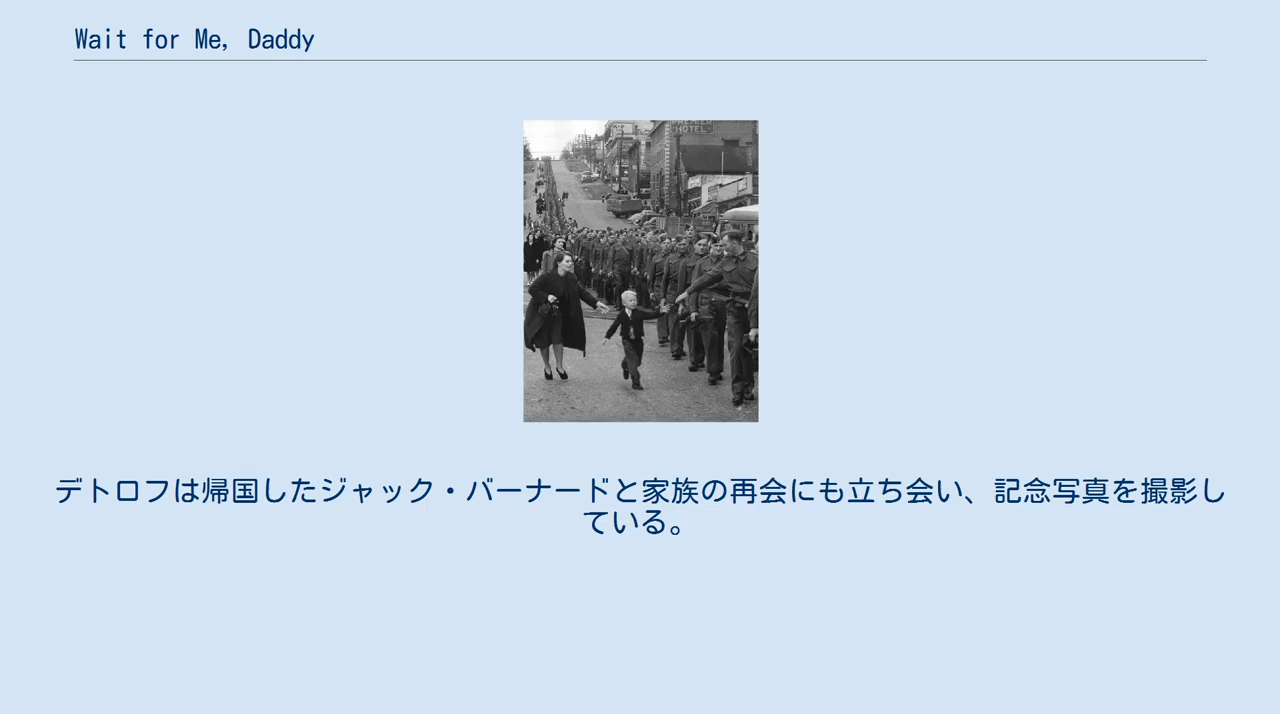 Wait for Me, Daddy
PREMIER
HOTEL
デトロフは帰国したジャック・バーナードと家族の再会にも立ち会い、記念写真を撮影し
ている。